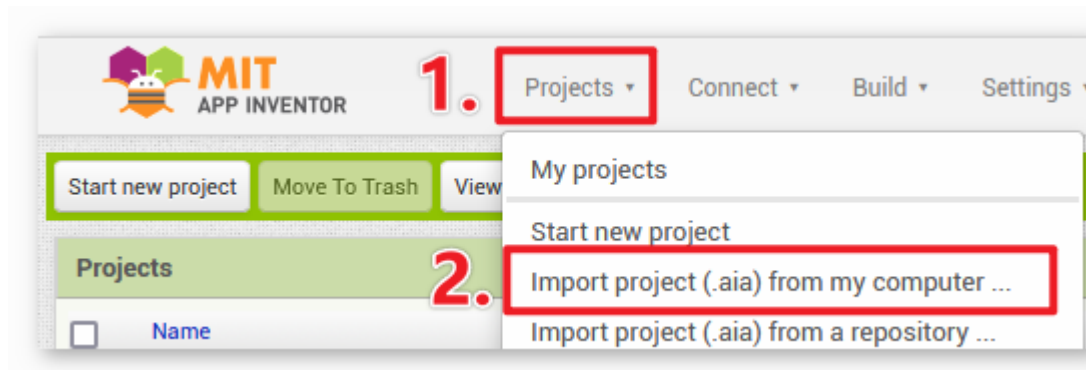 MIT
APP INVENTOR
1.
Projects
Connect
Build
Settings
Start new project
Move To Trash
View
My projects
Start new project
Import project (.aia) from my computer ...
Import project (.aia) from a repository ...
Projects
2.
Name